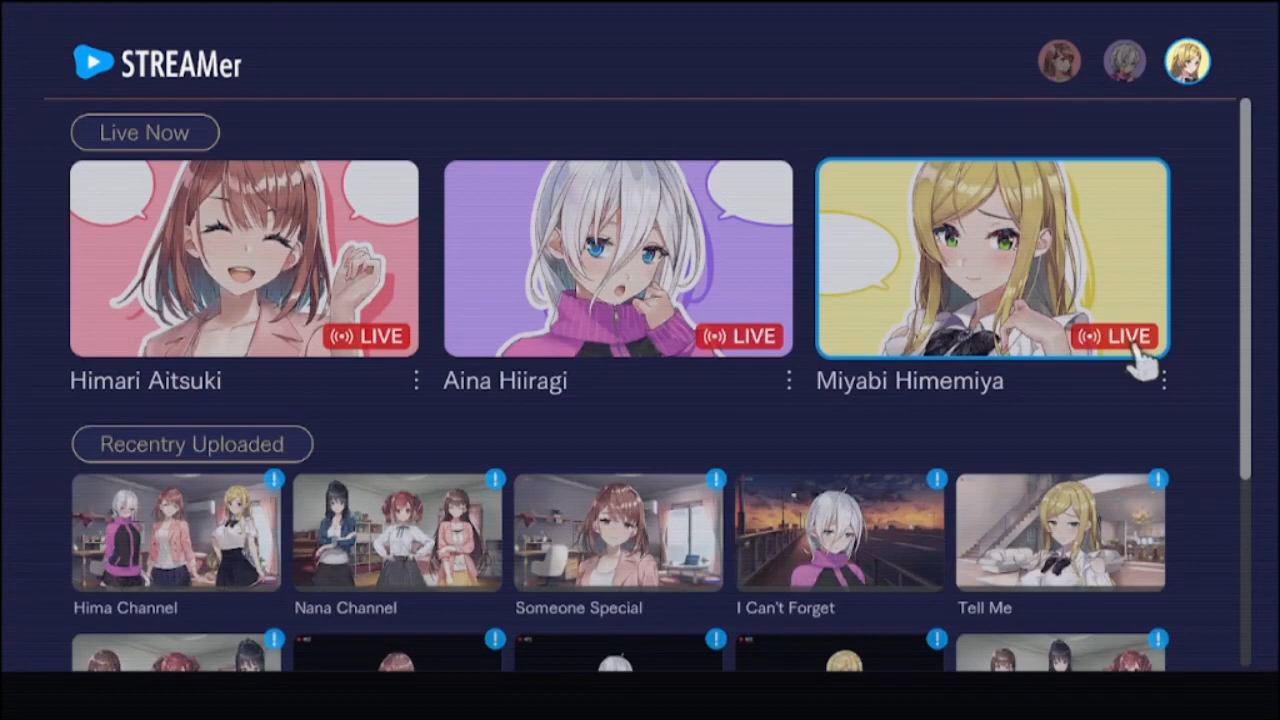 STREAMer
Live Now
LIVE
LIVE
LIVE
Himari Aitsuki
Aina Hiiragi
Miyabi Himemiya
Recentry Uploaded
Hima Channel
Nana Channel
Someone Special
I Can't Forget
Tell Me